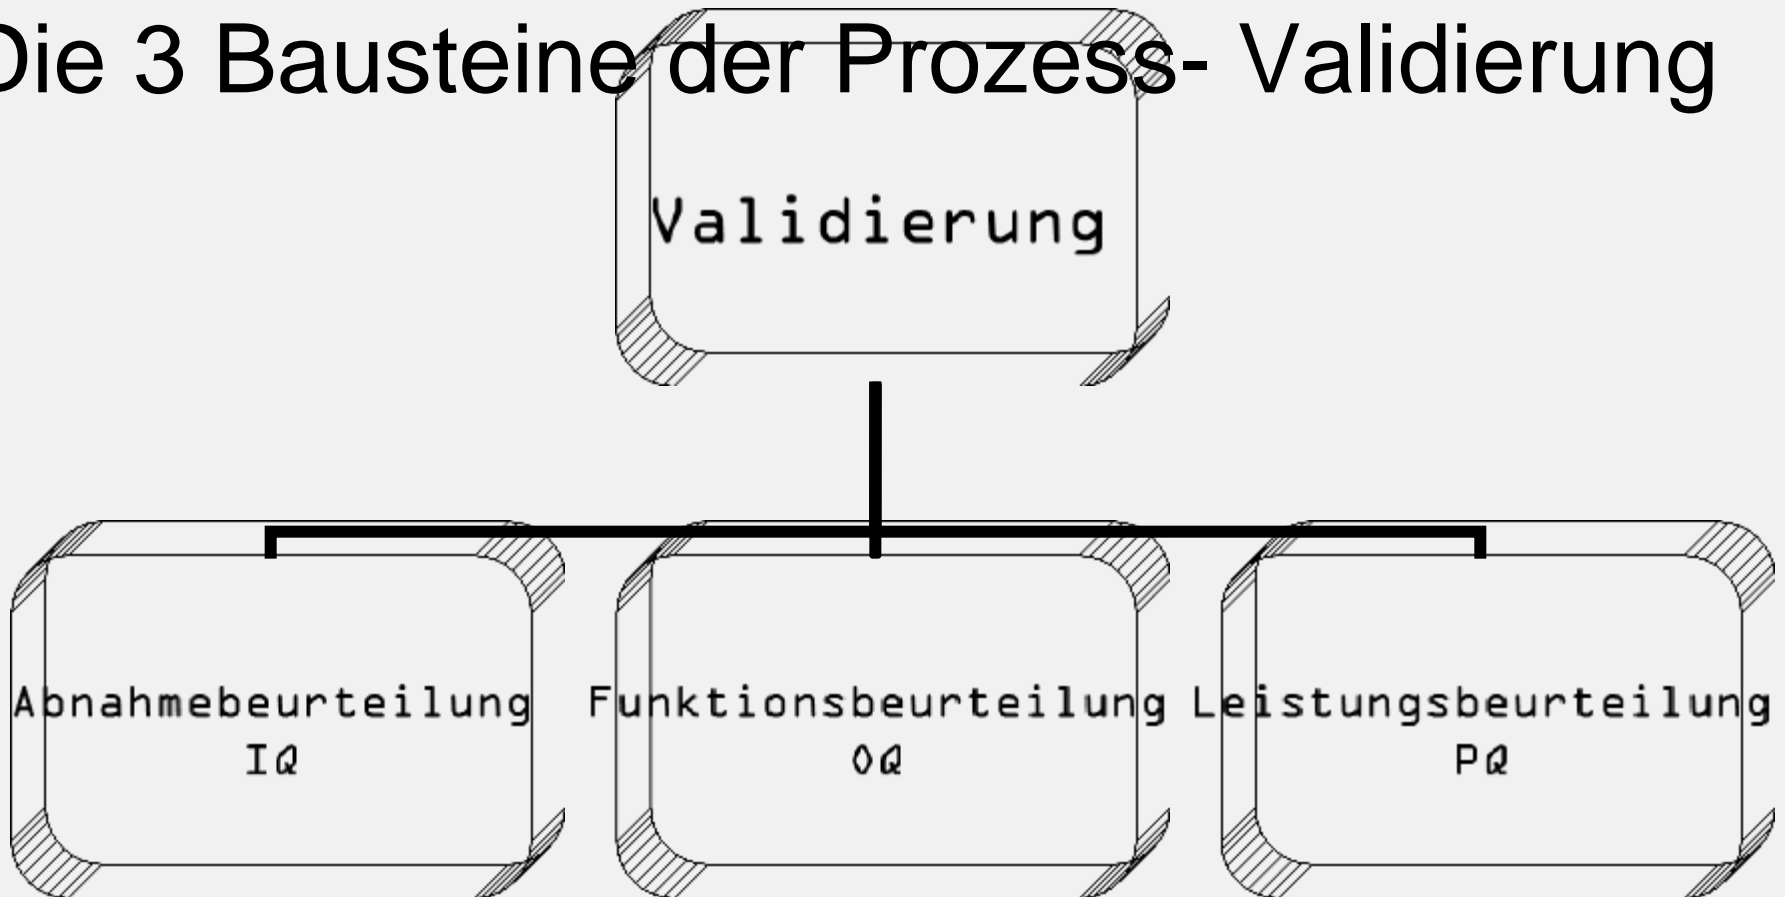 Die 3 Bausteine der Prozess- Validierung
Validierung
Abnahmebeurteilung
IQ
Funktionsbeurteilung
OQ
Leistungsbeurteilung
PQ